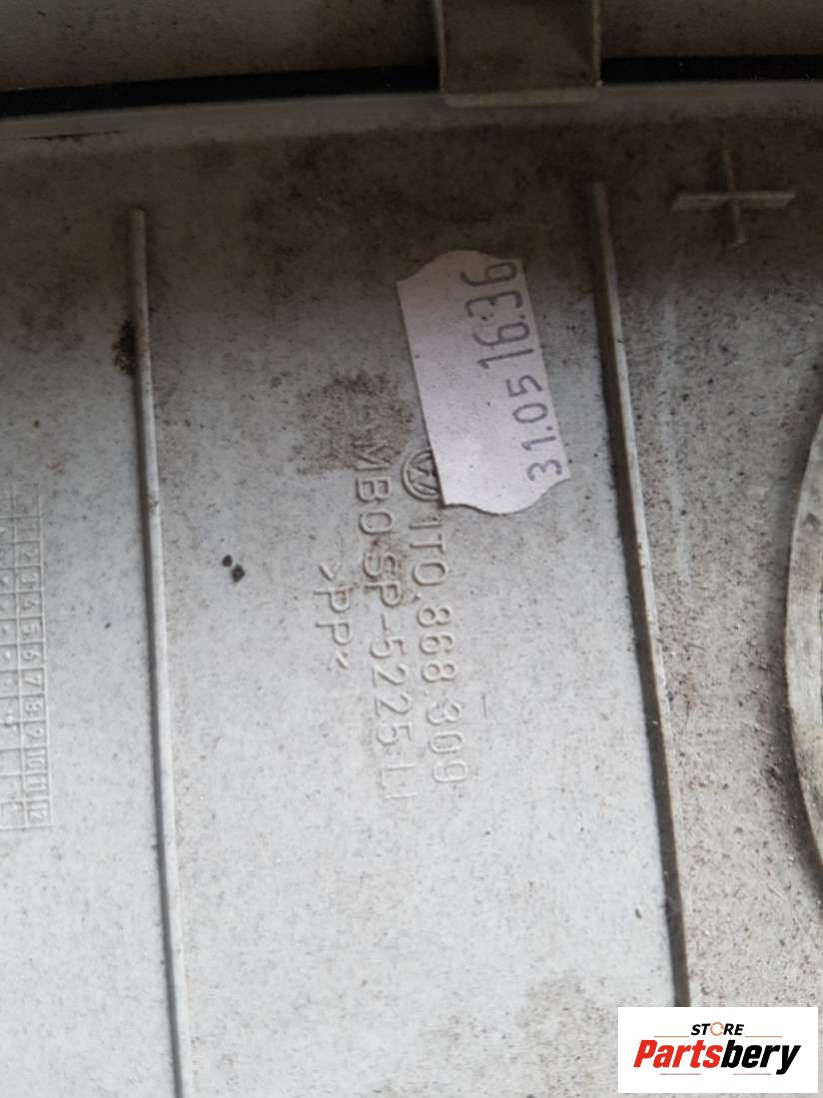 31.05 16.36
1T0.868.309
MBO SP-5225 LI
>PP<
STORE
Partsbery